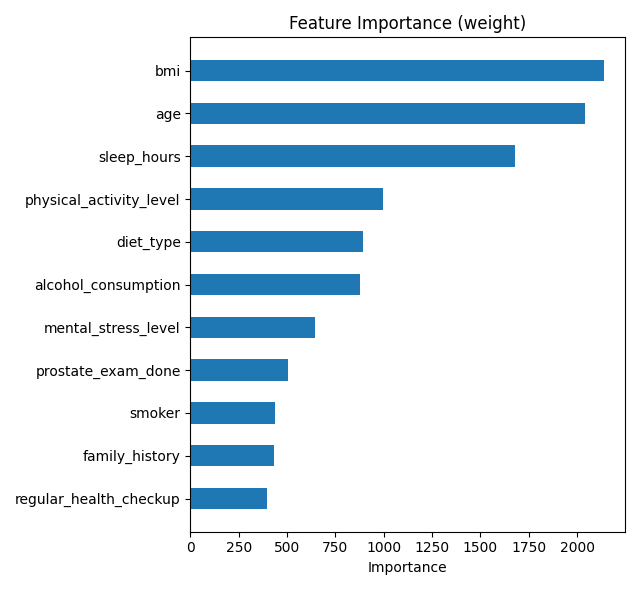 Feature Importance (weight)
bmi
age
sleep_hours
physical_activity_level
diet_type
alcohol_consumption
mental_stress_level
prostate_exam_done
smoker
family_history
regular_health_checkup
0 250 500 750 1000 1250 1500 1750 2000
Importance